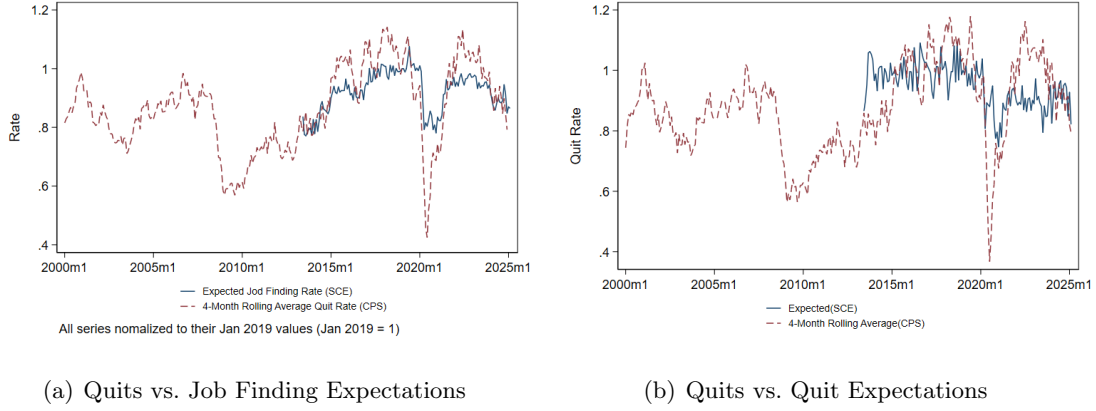 1.2
1
.8
.6
.4
Rate
2000m1 2005m1 2010m1 2015m1 2020m1 2025m1
Expected Jod Finding Rate (SCE)
4-Month Rolling Average Quit Rate (CPS)
All series nomalized to their Jan 2019 values (Jan 2019 = 1)
(a) Quits vs. Job Finding Expectations
1.2
1
.8
.6
.4
Quit Rate
2000m1 2005m1 2010m1 2015m1 2020m1 2025m1
Expected(SCE)
4-Month Rolling Average(CPS)
(b) Quits vs. Quit Expectations